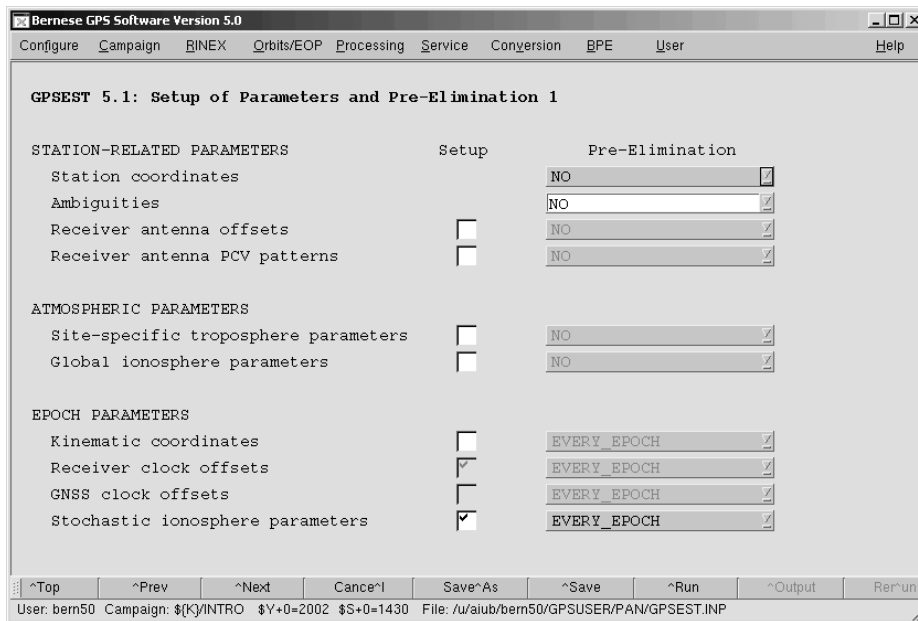 Bernese GPS Software Version 5.0
Configure Campaign RINEX Orbits/EOP Processing Service Conversion BPE User Help
GPSEST 5.1: Setup of Parameters and Pre-Elimination 1
STATION-RELATED PARAMETERS Setup Pre-Elimination
Station coordinates NO
Ambiguities NO
Receiver antenna offsets NO
Receiver antenna PCV patterns NO
ATMOSPHERIC PARAMETERS
Site-specific troposphere parameters NO
Global ionosphere parameters NO
EPOCH PARAMETERS
Kinematic coordinates EVERY_EPOCH
Receiver clock offsets EVERY_EPOCH
GNSS clock offsets EVERY_EPOCH
Stochastic ionosphere parameters EVERY_EPOCH
^Top ^Prev ^Next Cance^l Save^As ^Save ^Run ^Output Rer^un
User: bern50 Campaign: ${K}/INTRO $Y+0=2002 $S+0=1430 File: /u/aiub/bern50/GPSUSER/PAN/GPSEST.INP